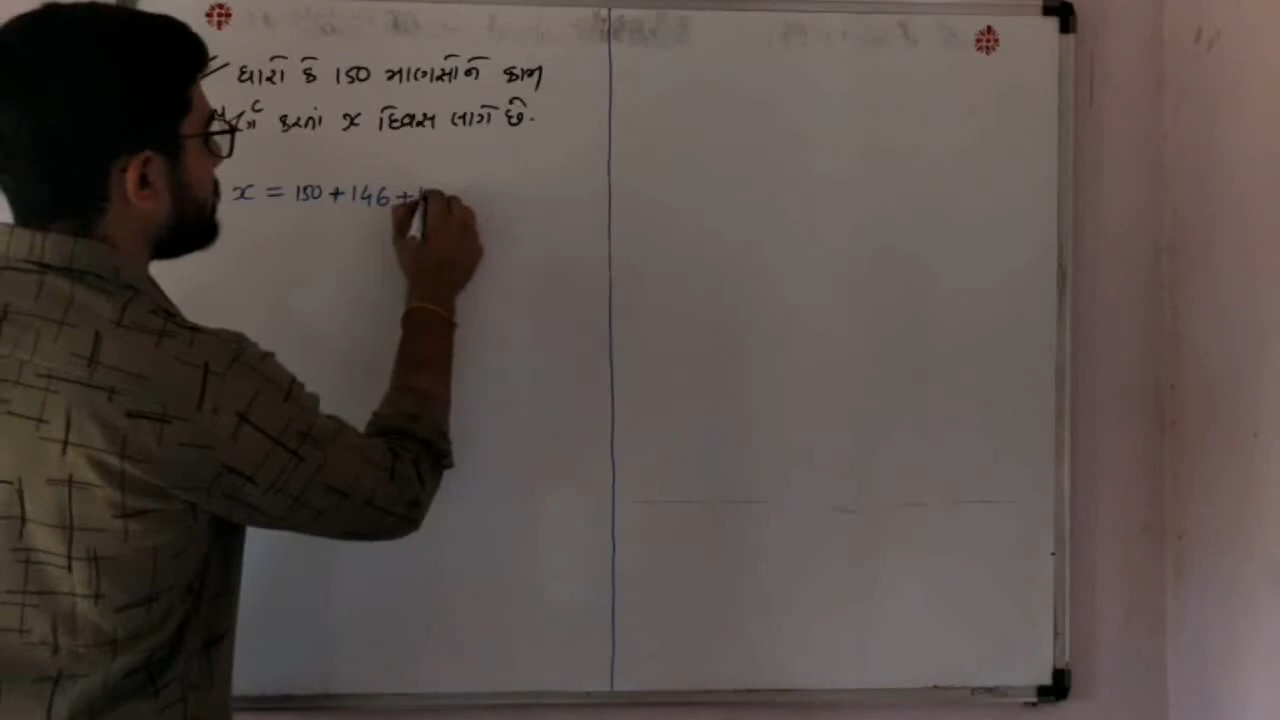 ધારો કે 150 માણસોને કામ
પૂર્ણ કરતાં x દિવસ લાગે છે.
x = 150 + 146 +